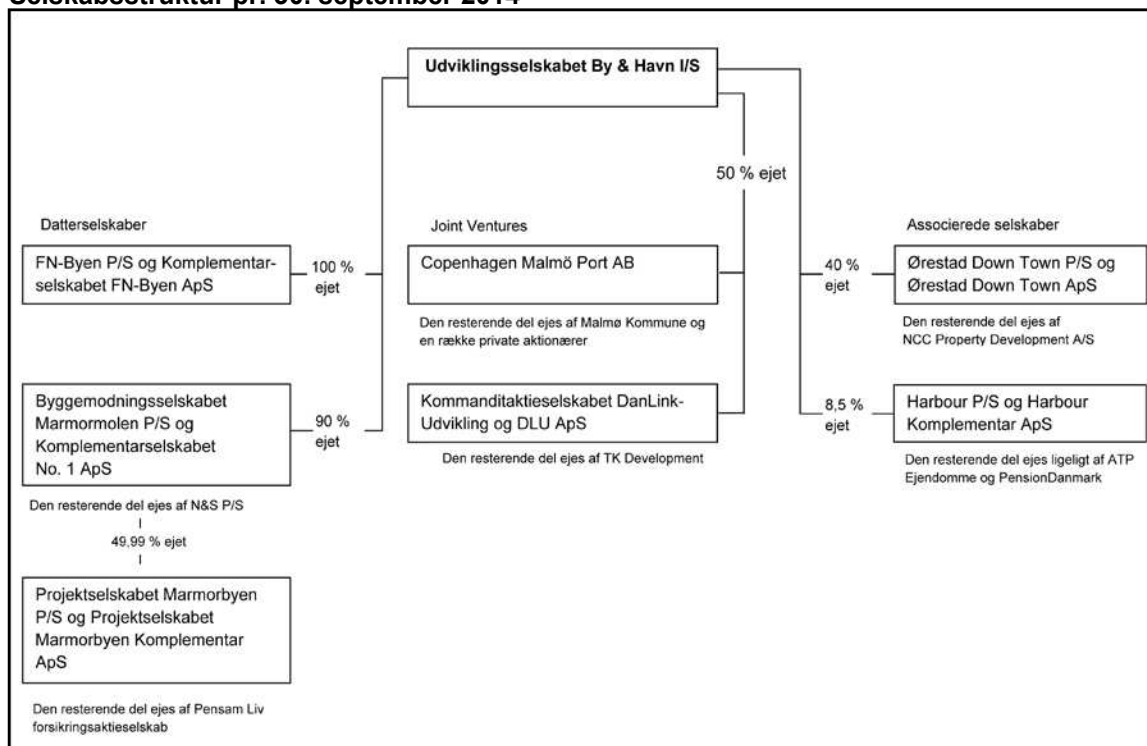 Selskabsstruktur pr. 30. september 2014
Udviklingsselskabet By & Havn I/S
50 % ejet
Datterselskaber
FN-Byen P/S og Komplementar-
selskabet FN-Byen ApS
100 %
ejet
Byggemodningsselskabet
Marmormolen P/S og
Komplementarselskabet
No. 1 ApS
90 %
ejet
Den resterende del ejes af N&S P/S
49,99 % ejet
Projektselskabet Marmorbyen
P/S og Projektselskabet
Marmorbyen Komplementar
ApS
Den resterende del ejes af Pensam Liv
forsikringsaktieselskab
Joint Ventures
Copenhagen Malmö Port AB
Den resterende del ejes af Malmø Kommune og
en række private aktionærer
Kommanditaktieselskabet DanLink-
Udvikling og DLU ApS
Den resterende del ejes af TK Development
Associerede selskaber
40 %
ejet
Ørestad Down Town P/S og
Ørestad Down Town ApS
Den resterende del ejes af
NCC Property Development A/S
8,5 %
ejet
Harbour P/S og Harbour
Komplementar ApS
Den resterende del ejes ligeligt af ATP
Ejendomme og PensionDanmark